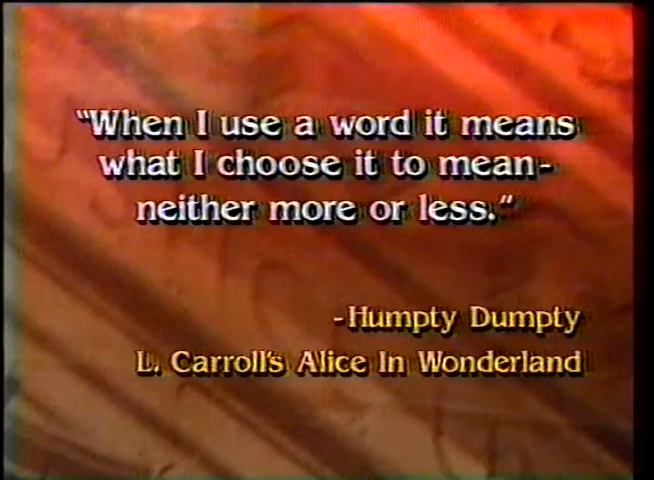 "When I use a word it means
what I choose it to mean-
neither more or less."
-Humpty Dumpty
L. Carroll's Alice In Wonderland